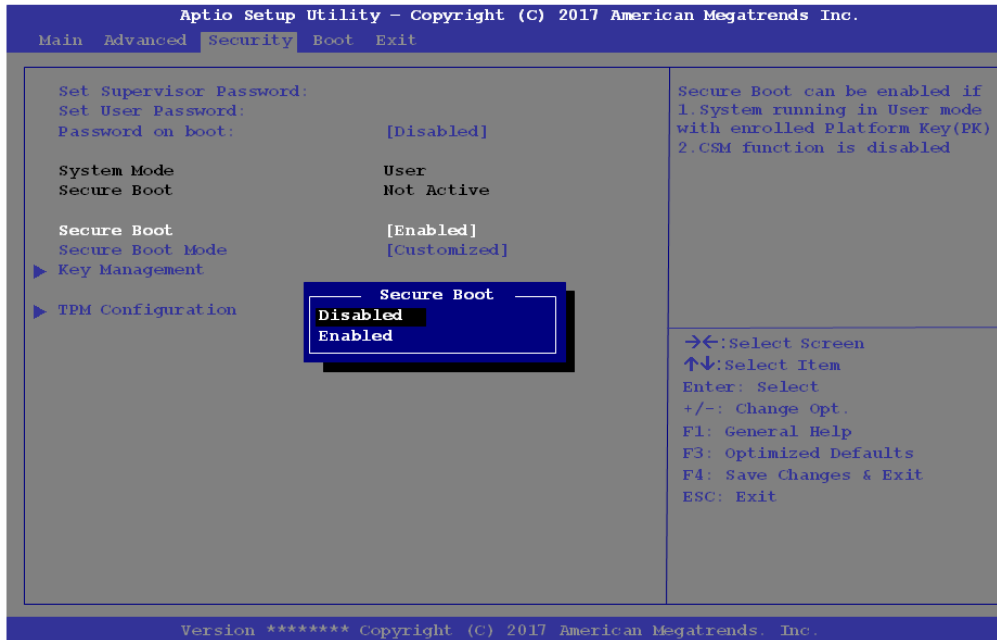 Aptio Setup Utility – Copyright (C) 2017 American Megatrends Inc.
Main Advanced Security Boot Exit
Set Supervisor Password:
Set User Password:
Password on boot: [Disabled]
System Mode User
Secure Boot Not Active
Secure Boot [Enabled]
Secure Boot Mode [Customized]
Key Management
TPM Configuration
Secure Boot
Disabled
Enabled
Secure Boot can be enabled if
1.System running in User mode
with enrolled Platform Key(PK)
2.CSM function is disabled
→←:Select Screen
↑↓:Select Item
Enter: Select
+/-: Change Opt.
F1: General Help
F3: Optimized Defaults
F4: Save Changes & Exit
ESC: Exit
Version ******** Copyright (C) 2017 American Megatrends. Inc.